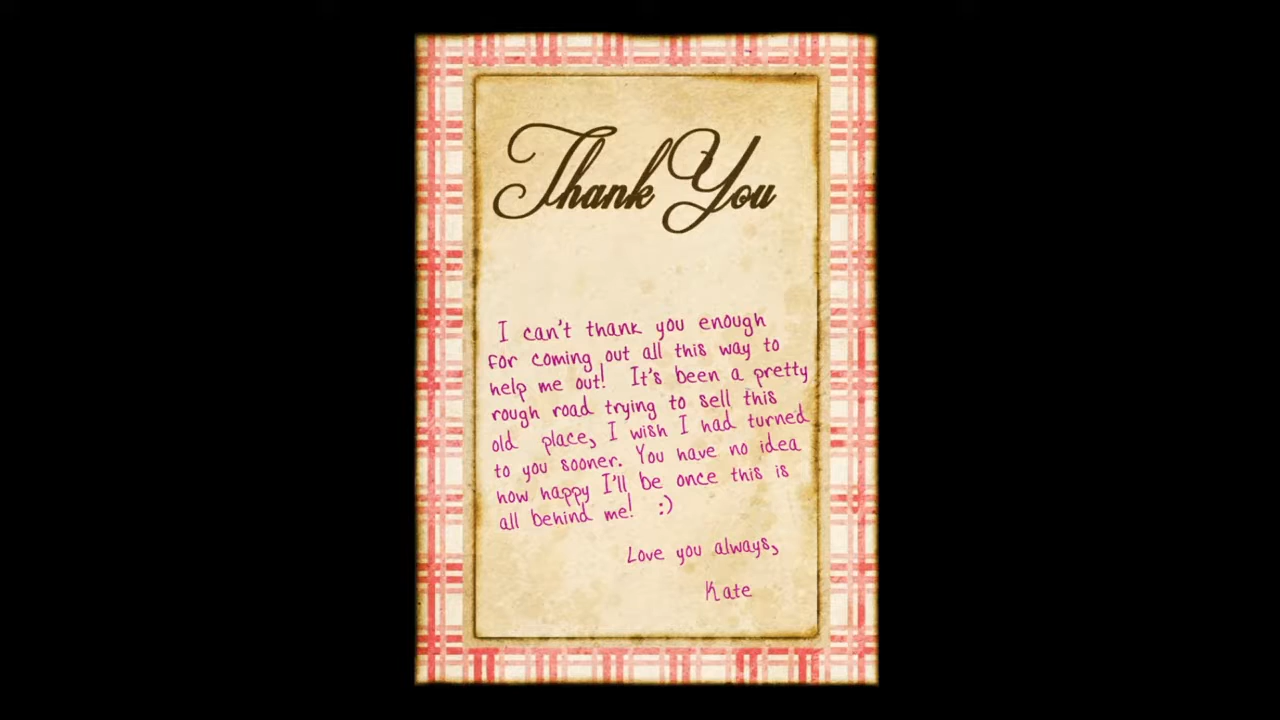 Thank You
I can't thank you enough
for coming out all this way to
help me out! It's been a pretty
rough road trying to sell this
old place, I wish I had turned
to you sooner. You have no idea
how happy I'll be once this is
all behind me! :)
Love you always,
Kate